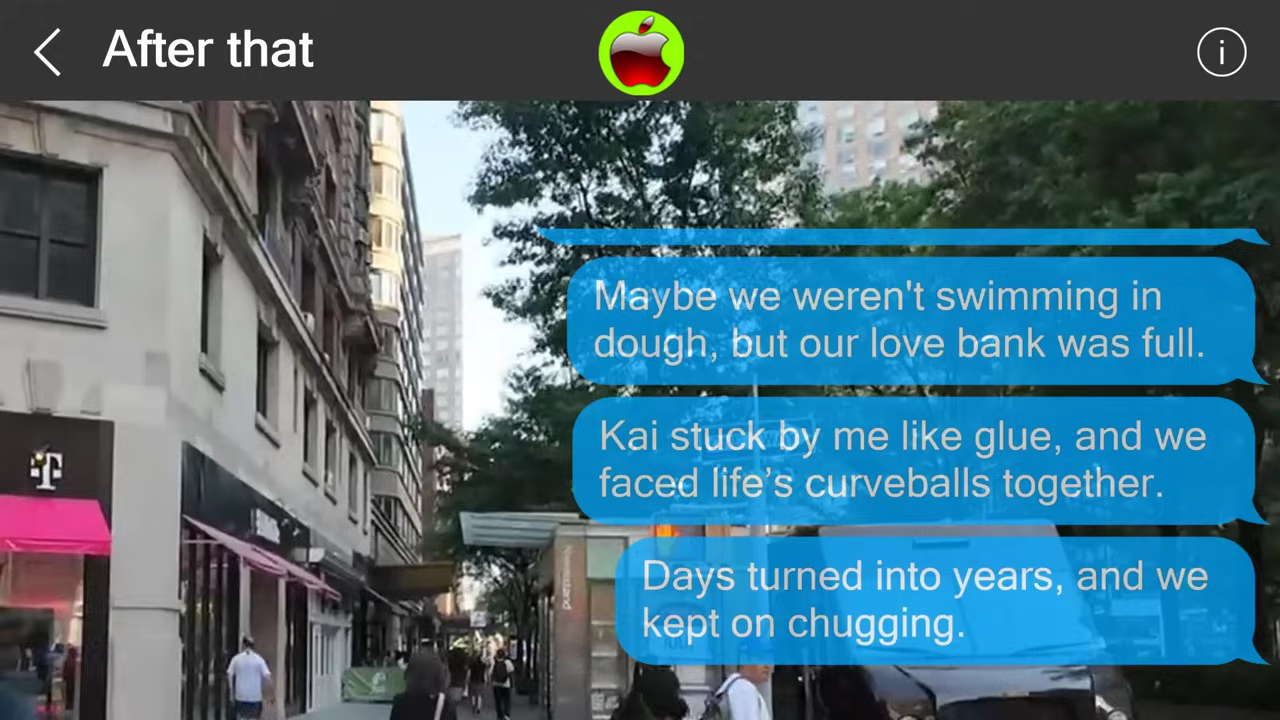 After that
i
Maybe we weren't swimming in
dough, but our love bank was full.
Kai stuck by me like glue, and we
faced life's curveballs together.
Days turned into years, and we
kept on chugging.
T